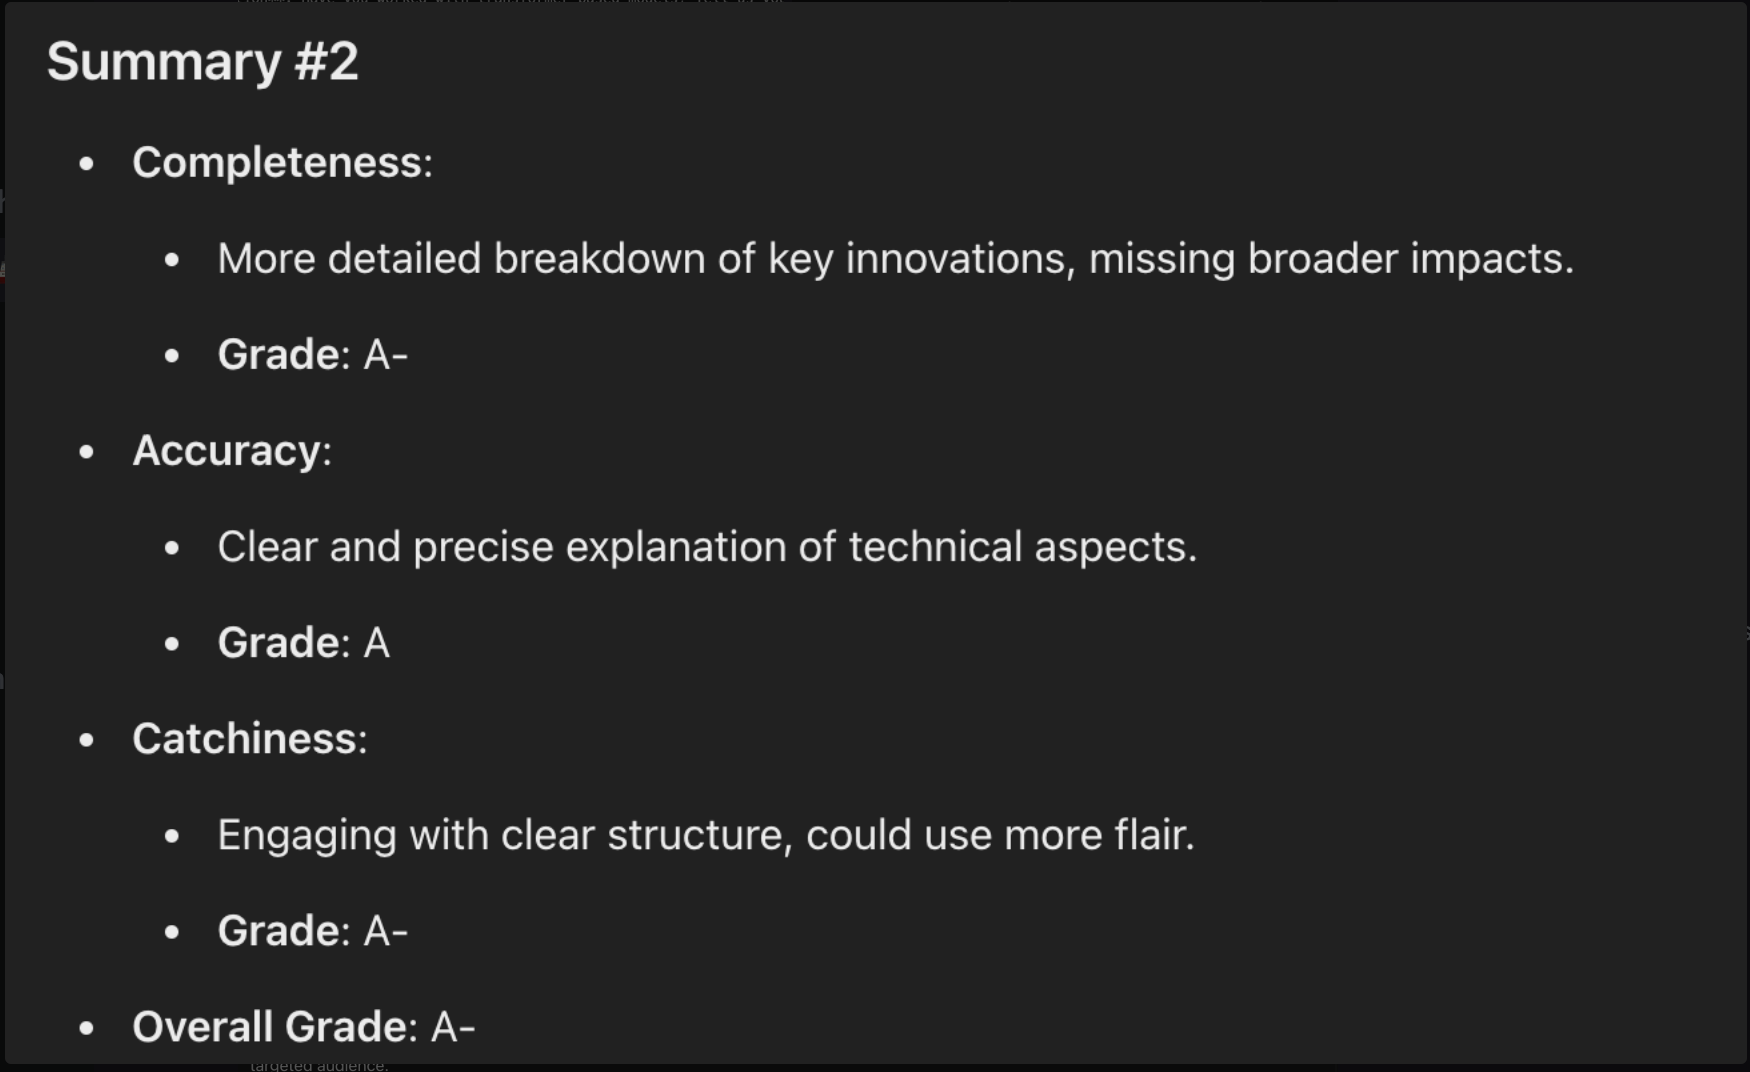 Summary #2
• Completeness:
• More detailed breakdown of key innovations, missing broader impacts.
• Grade: A-
• Accuracy:
• Clear and precise explanation of technical aspects.
• Grade: A
• Catchiness:
• Engaging with clear structure, could use more flair.
• Grade: A-
• Overall Grade: A-
targeted audience.